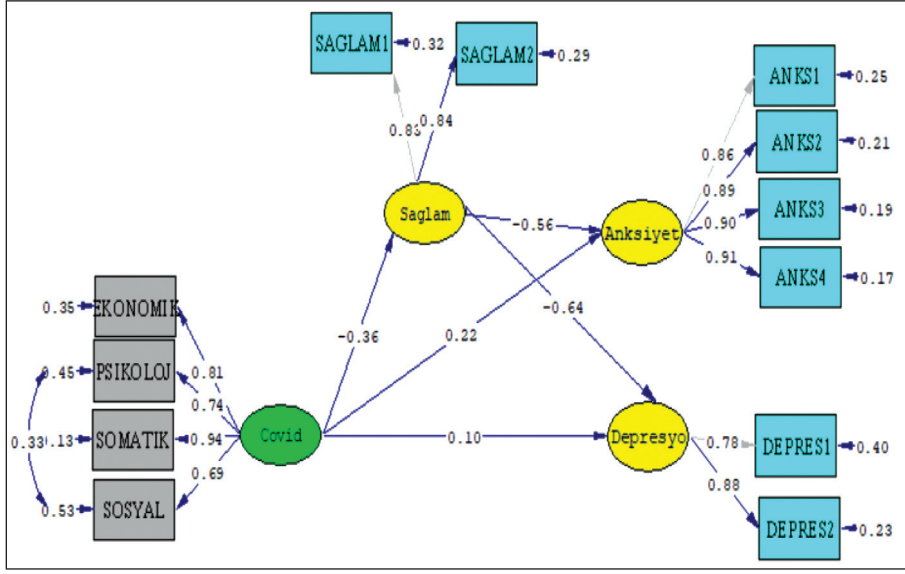 SAGLAM1
0.32
SAGLAM2
0.29
ANKS1
0.25
0.83
0.84
0.86
ANKS2
0.21
0.89
Saglam
-0.56
Anksiyet
0.90
ANKS3
0.19
0.91
ANKS4
0.17
0.35
EKONOMIK
-0.36
0.22
-0.64
0.45
PSIKOLOJ
0.81
0.74
0.33
0.13
SOMATIK
0.94
Covid
0.10
Depresyo
0.78
DEPRES1
0.40
0.69
0.88
0.53
SOSYAL
DEPRES2
0.23